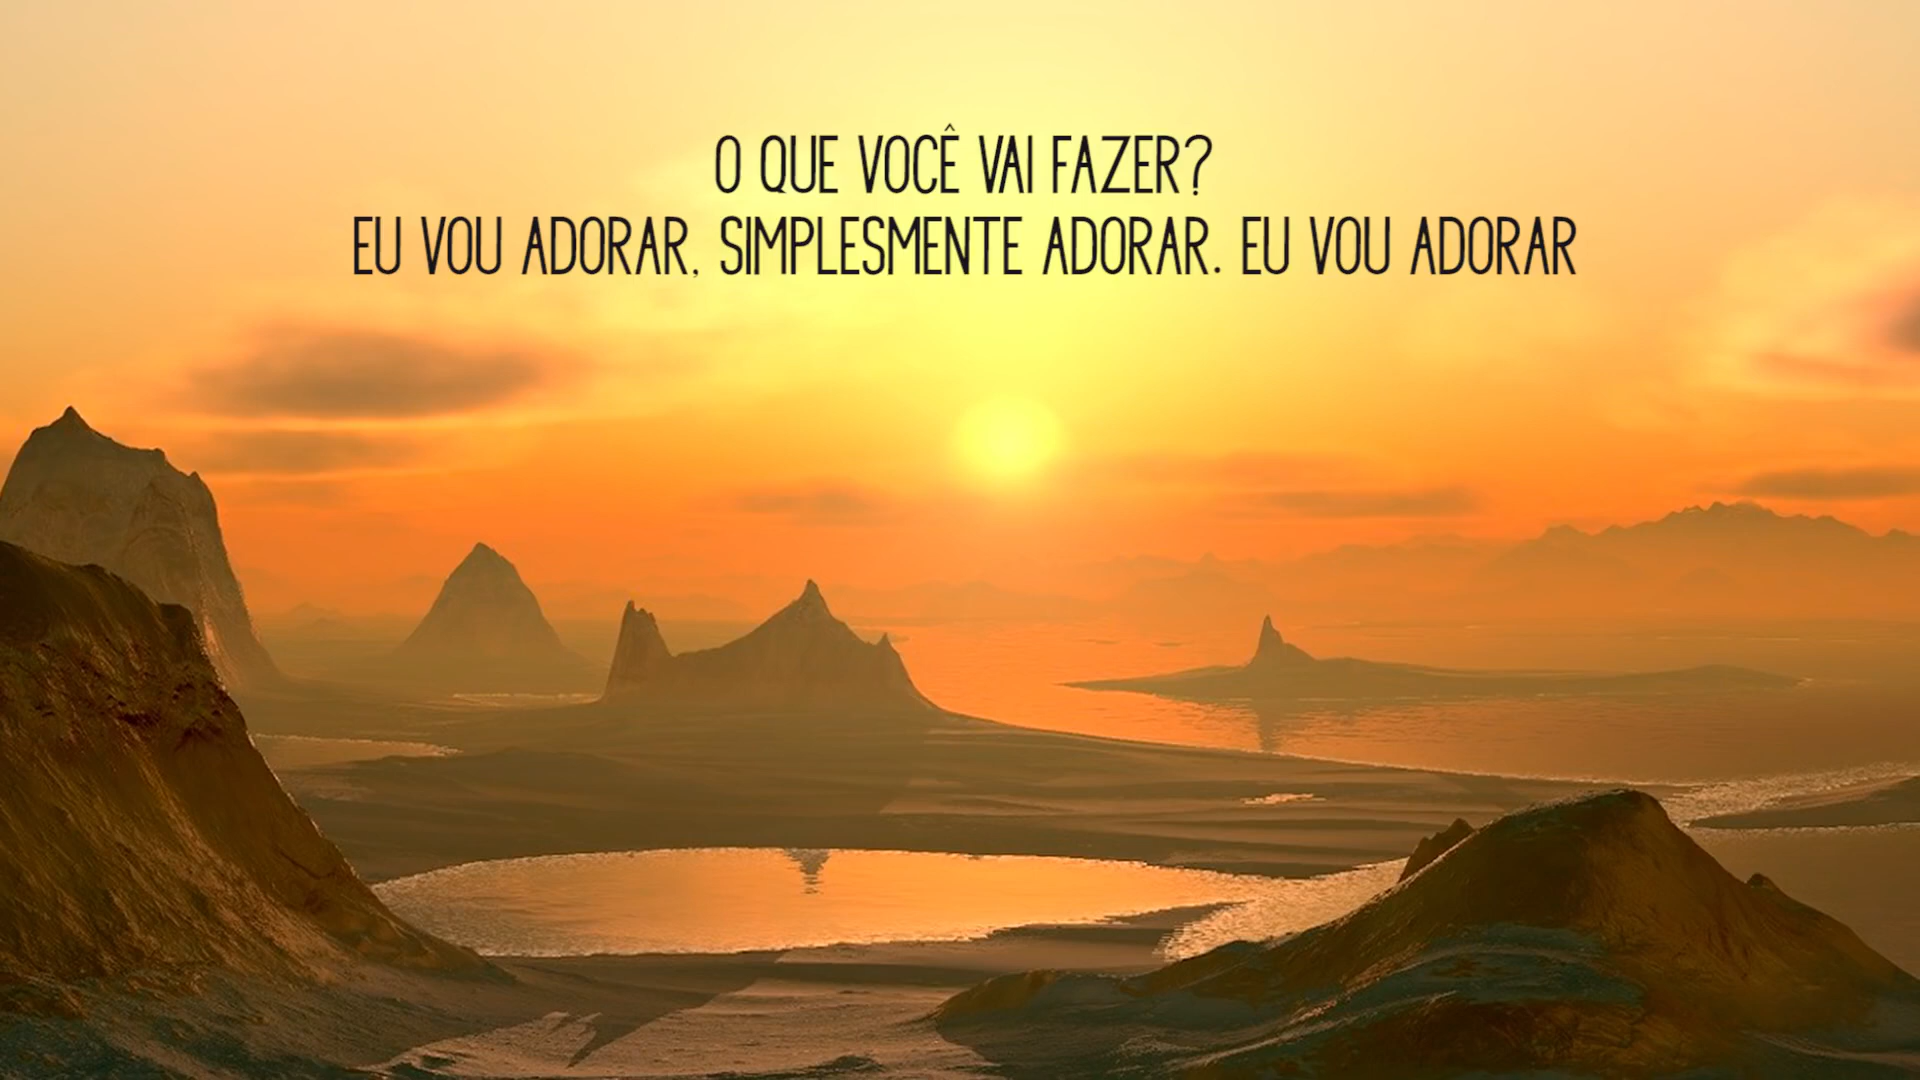 O QUE VOCÊ VAI FAZER?
EU VOU ADORAR, SIMPLESMENTE ADORAR. EU VOU ADORAR